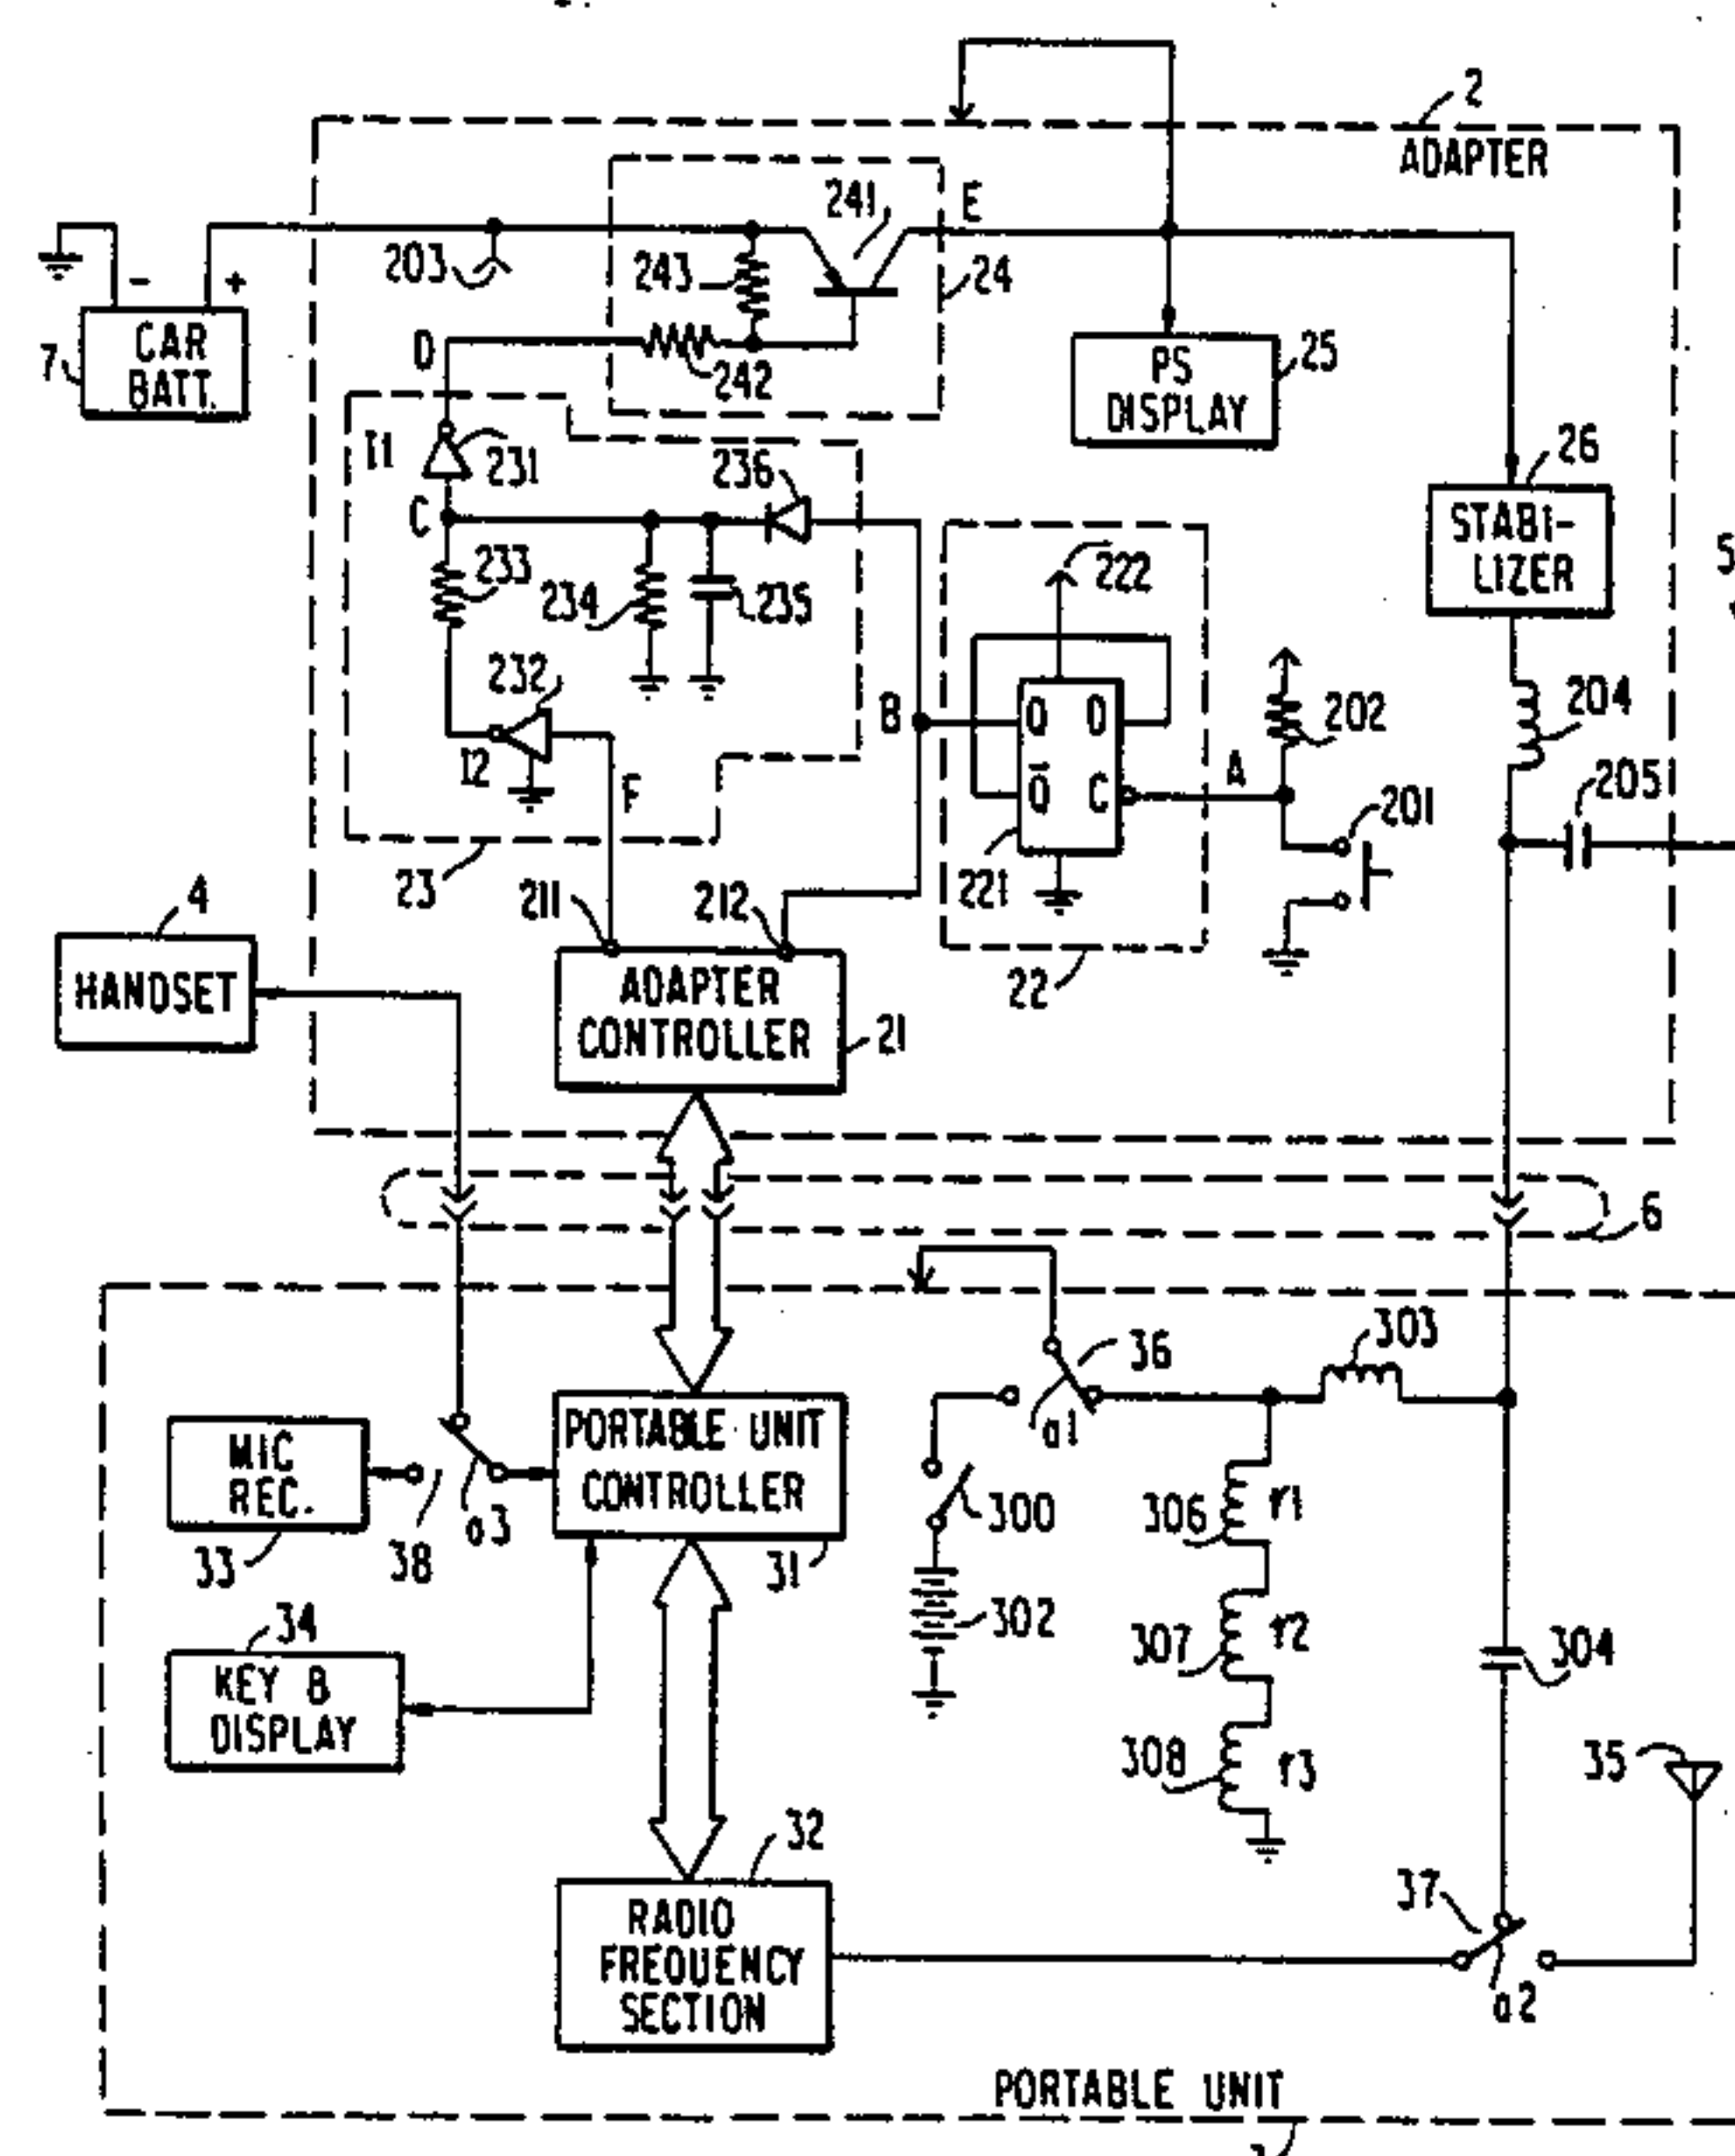 2
ADAPTER
241
E
203
243
24
- +
CAR
BATT.
7
D
242
PS
DISPLAY
25
I1
231
236
26
STABI-
LIZER
C
233
234
235
222
232
I2
F
B
Q D
Q̄ C
221
A
202
201
204
205
23
22
211
212
4
HANDSET
ADAPTER
CONTROLLER
21
6
36
a1
303
MIC
REC.
33
38
a3
PORTABLE UNIT
CONTROLLER
31
300
302
306
r1
307
r2
308
r3
304
34
KEY &
DISPLAY
35
32
RADIO
FREQUENCY
SECTION
37
a2
PORTABLE UNIT